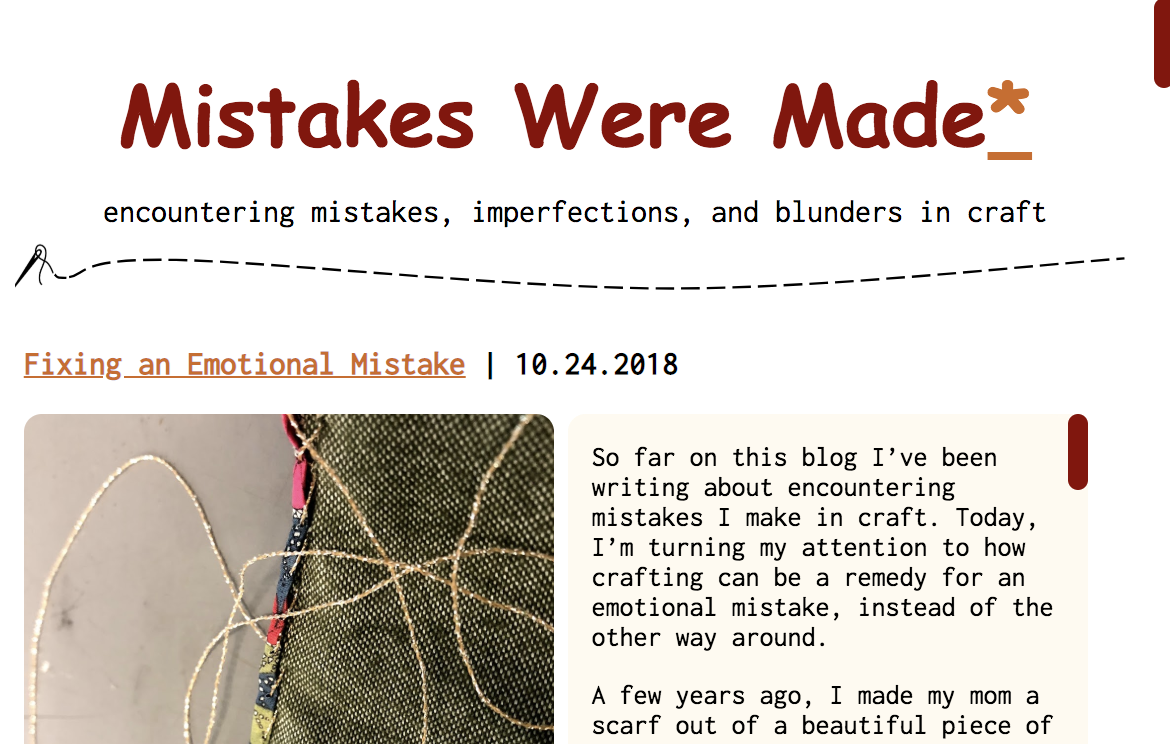 Mistakes Were Made*
encountering mistakes, imperfections, and blunders in craft
Fixing an Emotional Mistake | 10.24.2018
So far on this blog I’ve been
writing about encountering
mistakes I make in craft. Today,
I’m turning my attention to how
crafting can be a remedy for an
emotional mistake, instead of the
other way around.
A few years ago, I made my mom a
scarf out of a beautiful piece of